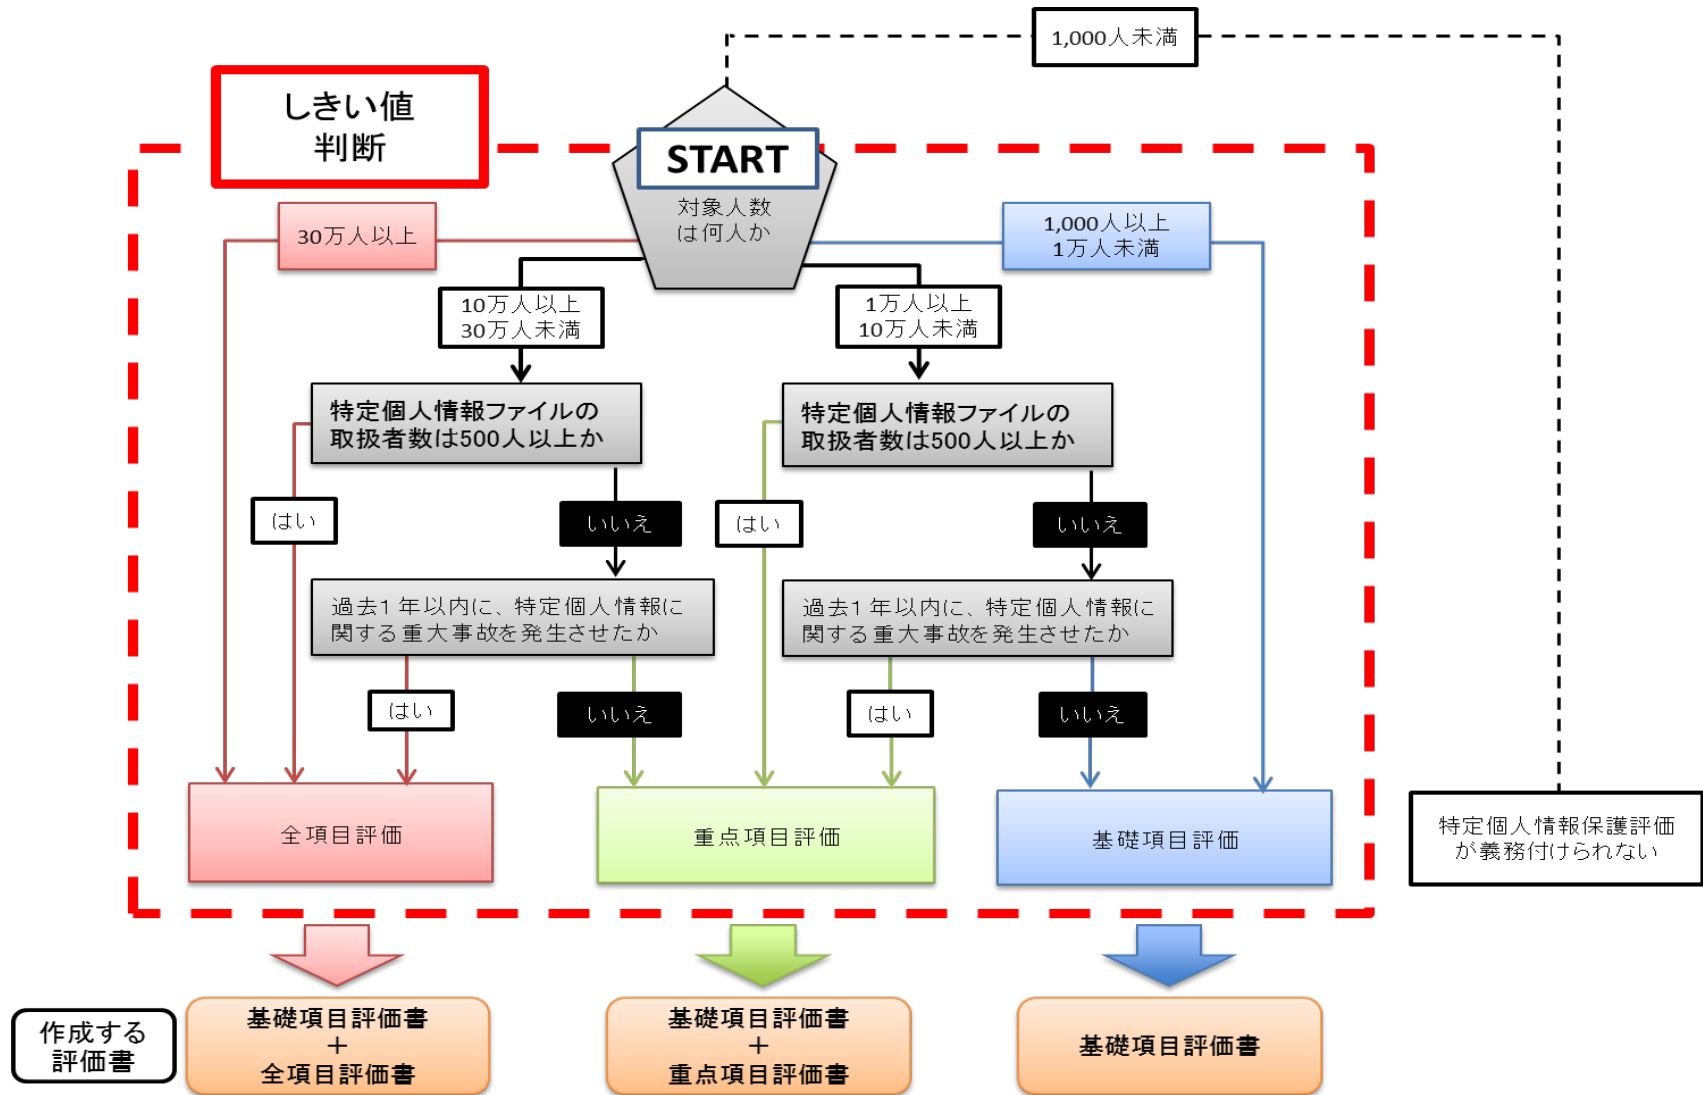 1,000人未満
しきい値
判断
START
対象人数
は何人か
30万人以上
1,000人以上
1万人未満
10万人以上
30万人未満
1万人以上
10万人未満
特定個人情報ファイルの
取扱者数は500人以上か
特定個人情報ファイルの
取扱者数は500人以上か
はい
いいえ
はい
いいえ
過去1年以内に、特定個人情報に
関する重大事故を発生させたか
過去1年以内に、特定個人情報に
関する重大事故を発生させたか
はい
いいえ
はい
いいえ
全項目評価
重点項目評価
基礎項目評価
特定個人情報保護評価
が義務付けられない
作成する
評価書
基礎項目評価書
+
全項目評価書
基礎項目評価書
+
重点項目評価書
基礎項目評価書